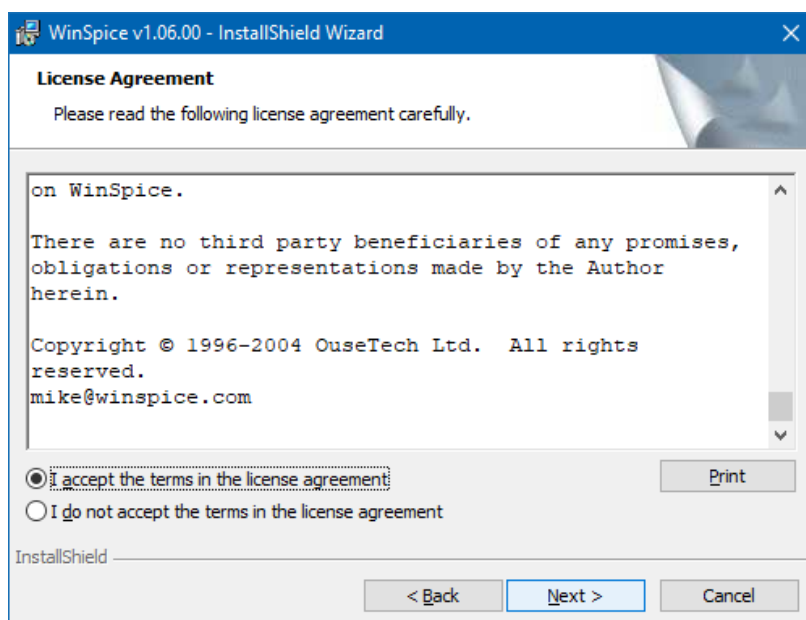 WinSpice v1.06.00 - InstallShield Wizard
License Agreement
Please read the following license agreement carefully.
on WinSpice.
There are no third party beneficiaries of any promises,
obligations or representations made by the Author
herein.
Copyright © 1996-2004 OuseTech Ltd.  All rights
reserved.
mike@winspice.com
I accept the terms in the license agreement
Print
I do not accept the terms in the license agreement
InstallShield
< Back
Next >
Cancel